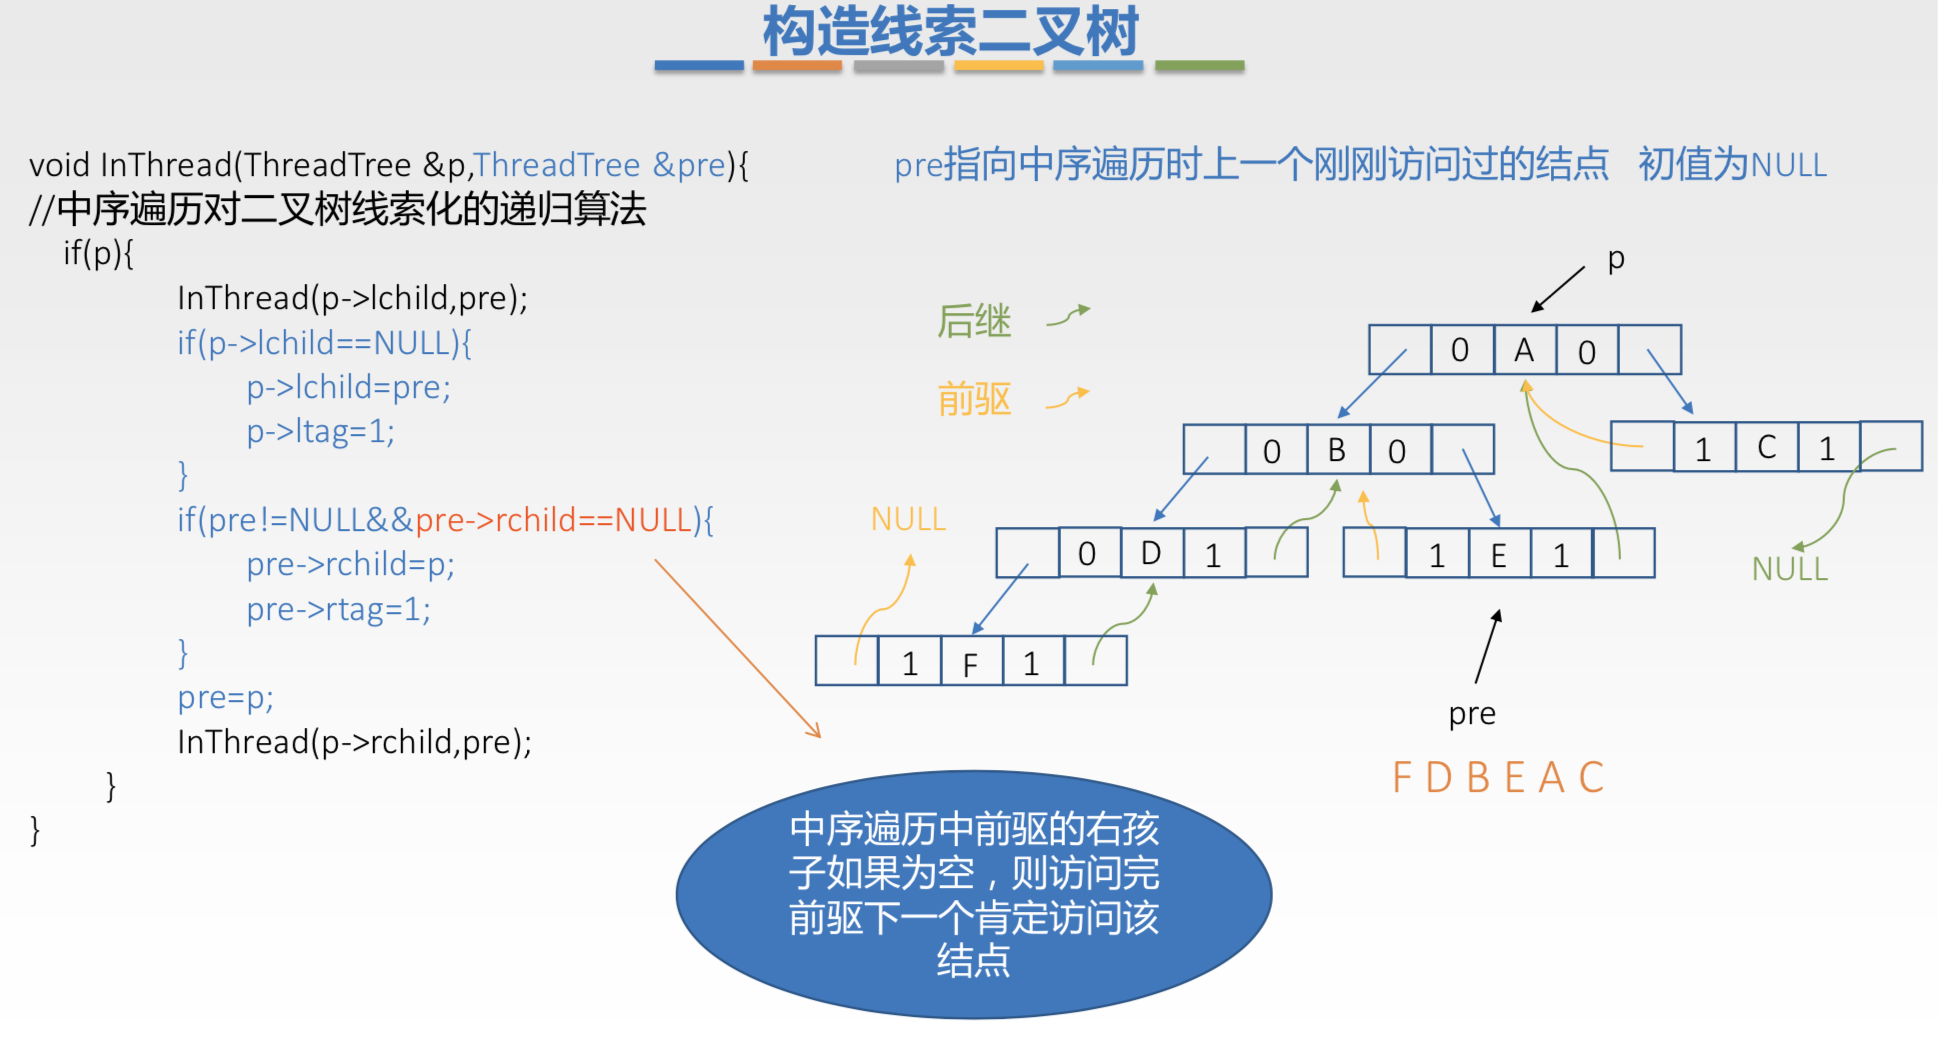 构造线索二叉树
void InThread(ThreadTree &p,ThreadTree &pre){
pre指向中序遍历时上一个刚刚访问过的结点 初值为NULL
//中序遍历对二叉树线索化的递归算法
if(p){
InThread(p->lchild,pre);
if(p->lchild==NULL){
p->lchild=pre;
p->ltag=1;
}
if(pre!=NULL&&pre->rchild==NULL){
pre->rchild=p;
pre->rtag=1;
}
pre=p;
InThread(p->rchild,pre);
}
}
后继
前驱
p
0 A 0
0 B 0
1 C 1
NULL
0 D 1
1 E 1
NULL
1 F 1
pre
F D B E A C
中序遍历中前驱的右孩
子如果为空，则访问完
前驱下一个肯定访问该
结点